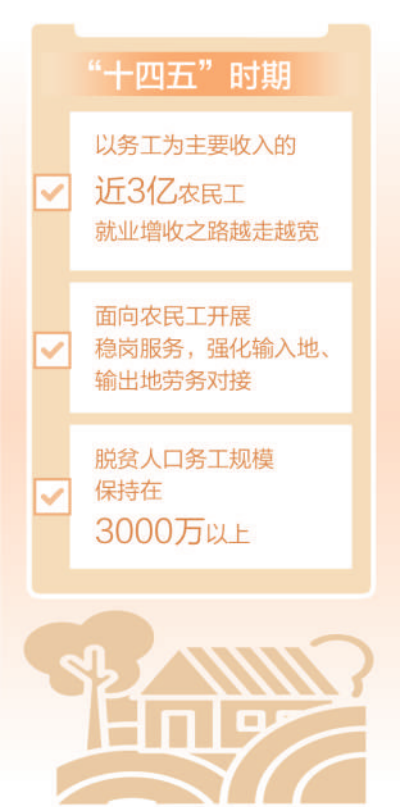 “十四五”时期
以务工为主要收入的
近3亿农民工
就业增收之路越走越宽
面向农民工开展
稳岗服务，强化输入地、
输出地劳务对接
脱贫人口务工规模
保持在
3000万以上